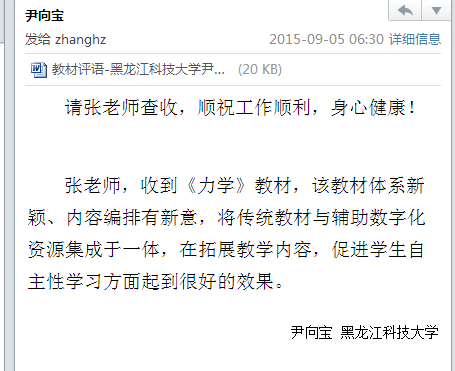 尹向宝
发给 zhanghz 2015-09-05 06:30 详细信息
教材评语-黑龙江科技大学尹... (20 KB)
请张老师查收，顺祝工作顺利，身心健康！
张老师，收到《力学》教材，该教材体系新
颖、内容编排有新意，将传统教材与辅助数字化
资源集成于一体，在拓展教学内容，促进学生自
主性学习方面起到很好的效果。
尹向宝 黑龙江科技大学